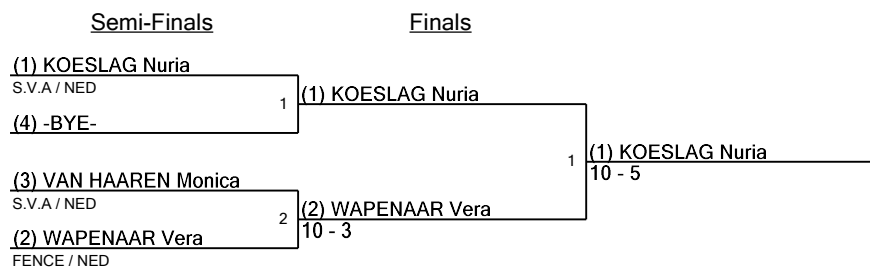 Semi-Finals
Finals
(1) KOESLAG Nuria
S.V.A / NED
1
(1) KOESLAG Nuria
(4) -BYE-
1
(1) KOESLAG Nuria
10 - 5
(3) VAN HAAREN Monica
S.V.A / NED
2
(2) WAPENAAR Vera
10 - 3
(2) WAPENAAR Vera
FENCE / NED